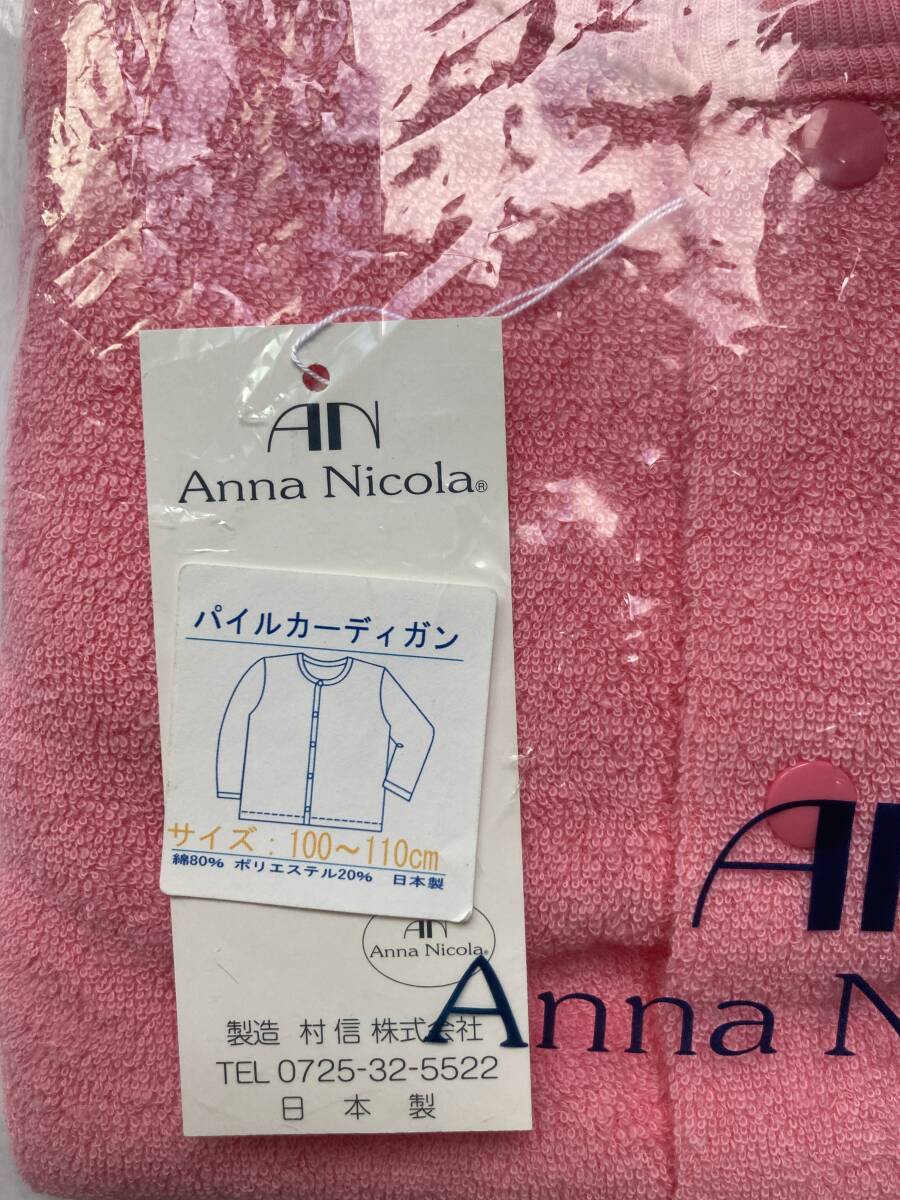 AN
Anna Nicola®
パイルカーディガン
サイズ：100～110cm
綿80% ポリエステル20% 日本製
AN
Anna Nicola®
製造 村信株式会社
TEL 0725-32-5522
日本製
AN
Anna N